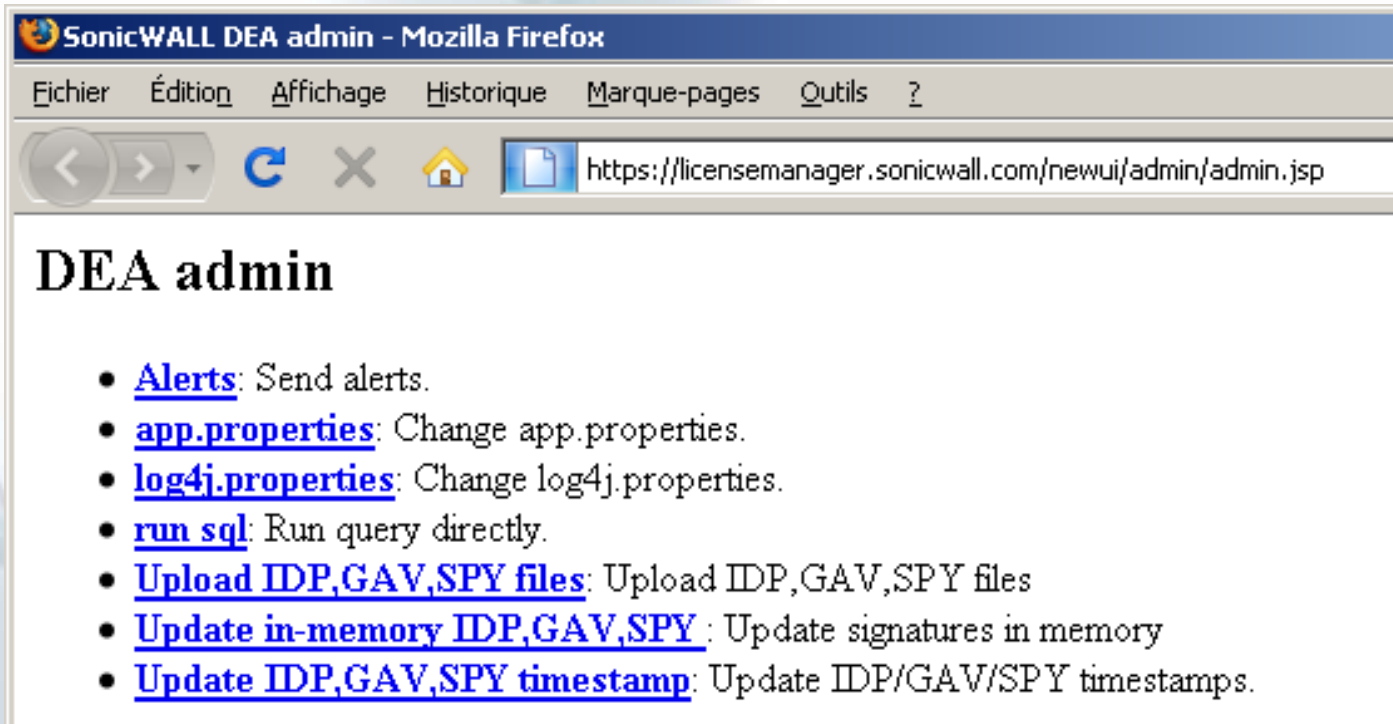 SonicWALL DEA admin - Mozilla Firefox
Fichier Édition Affichage Historique Marque-pages Outils ?
https://licensemanager.sonicwall.com/newui/admin/admin.jsp
DEA admin
• Alerts: Send alerts.
• app.properties: Change app.properties.
• log4j.properties: Change log4j.properties.
• run sql: Run query directly.
• Upload IDP,GAV,SPY files: Upload IDP,GAV,SPY files
• Update in-memory IDP,GAV,SPY : Update signatures in memory
• Update IDP,GAV,SPY timestamp: Update IDP/GAV/SPY timestamps.